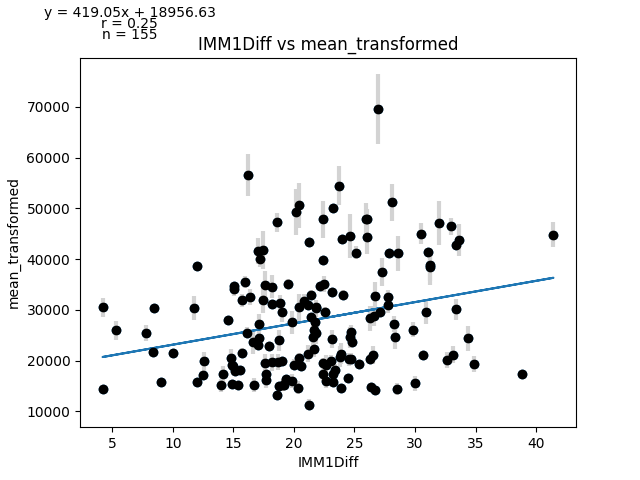 y = 419.05x + 18956.63
r = 0.25
n = 155
IMM1Diff vs mean_transformed
mean_transformed
70000
60000
50000
40000
30000
20000
10000
5 10 15 20 25 30 35 40
IMM1Diff